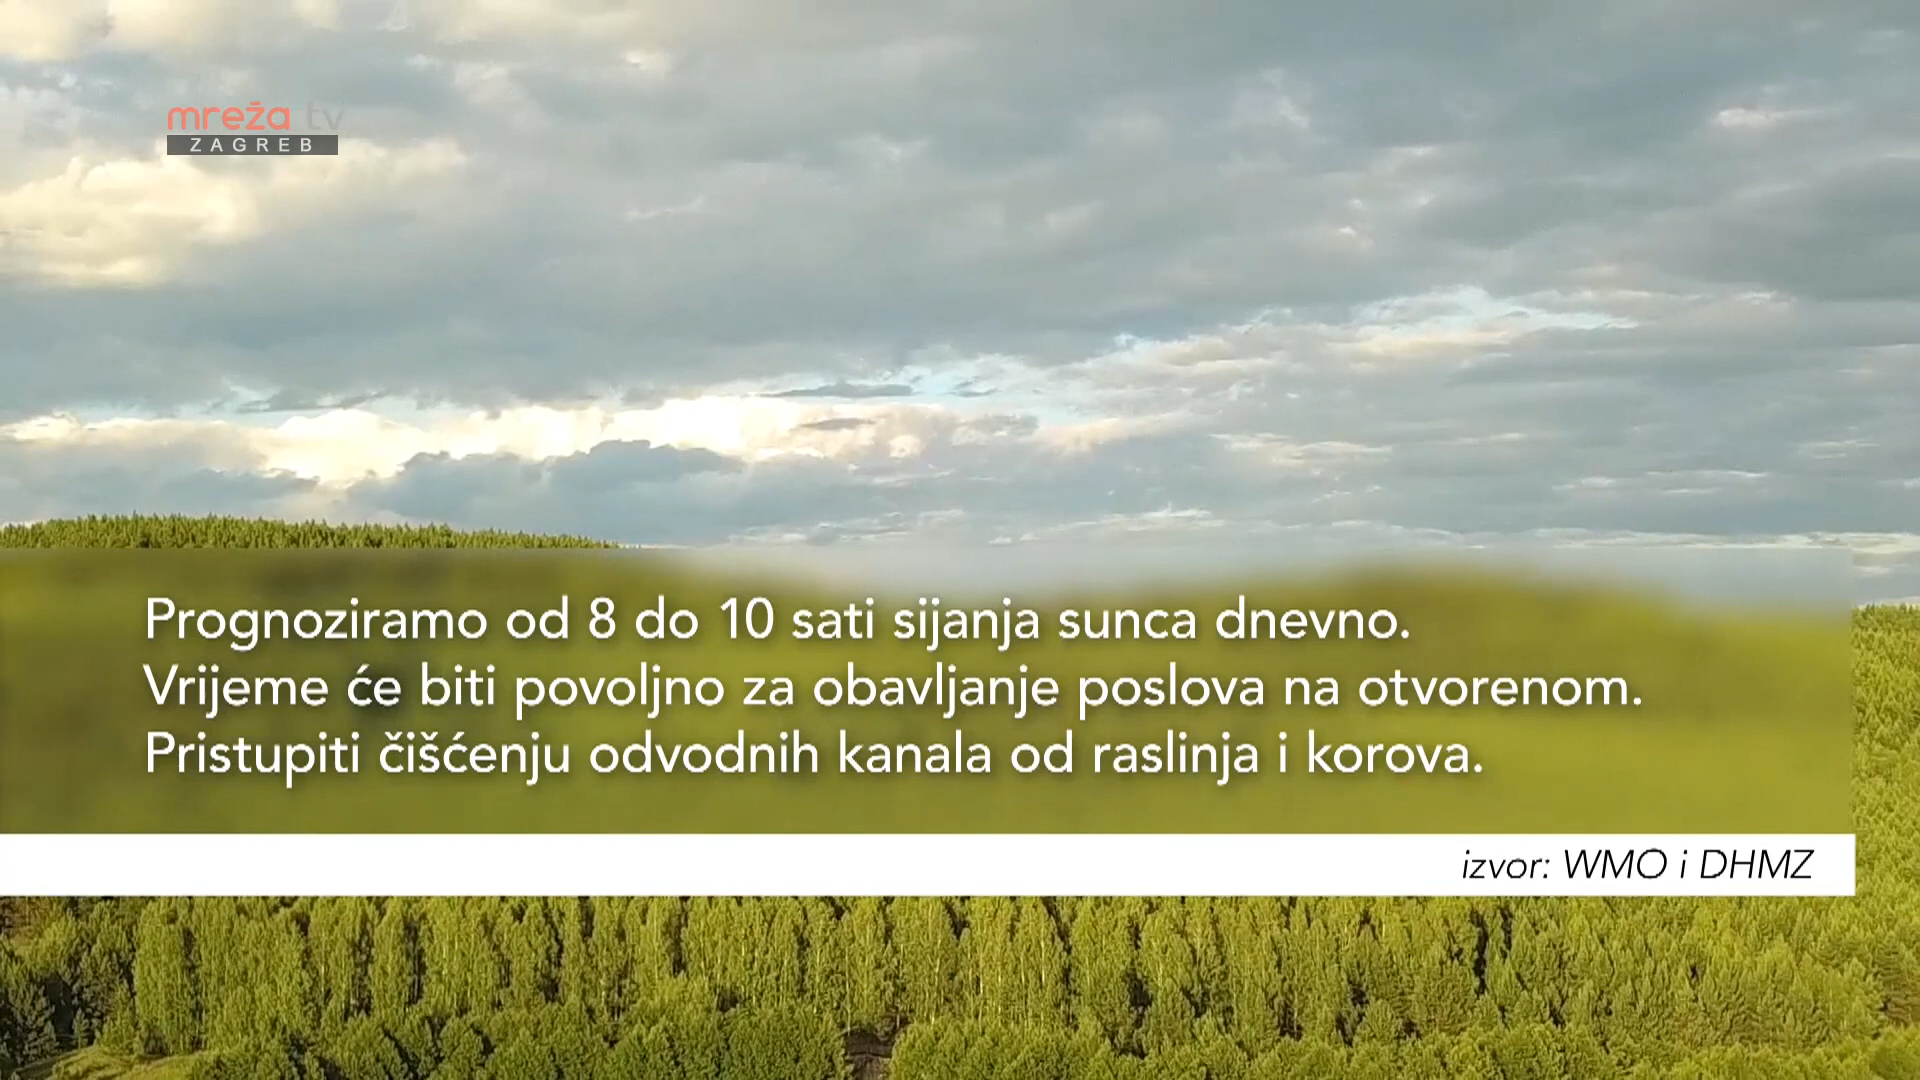 mreža tv
ZAGREB
Prognoziramo od 8 do 10 sati sijanja sunca dnevno.
Vrijeme će biti povoljno za obavljanje poslova na otvorenom.
Pristupiti čišćenju odvodnih kanala od raslinja i korova.
izvor: WMO i DHMZ